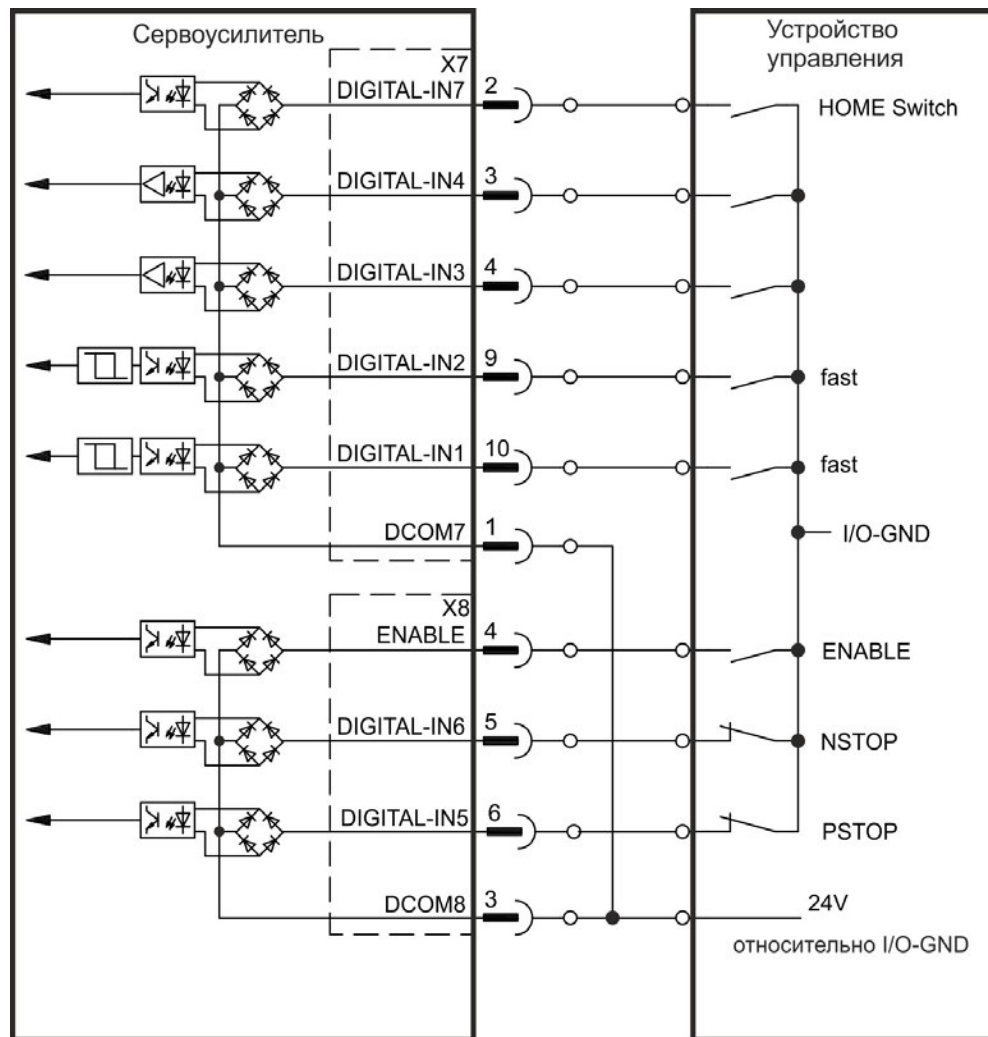 Сервоусилитель
Устройство
управления
X7
DIGITAL-IN7 2 HOME Switch
DIGITAL-IN4 3
DIGITAL-IN3 4
DIGITAL-IN2 9 fast
DIGITAL-IN1 10 fast
DCOM7 1
I/O-GND
X8
ENABLE 4 ENABLE
DIGITAL-IN6 5 NSTOP
DIGITAL-IN5 6 PSTOP
DCOM8 3 24V
относительно I/O-GND